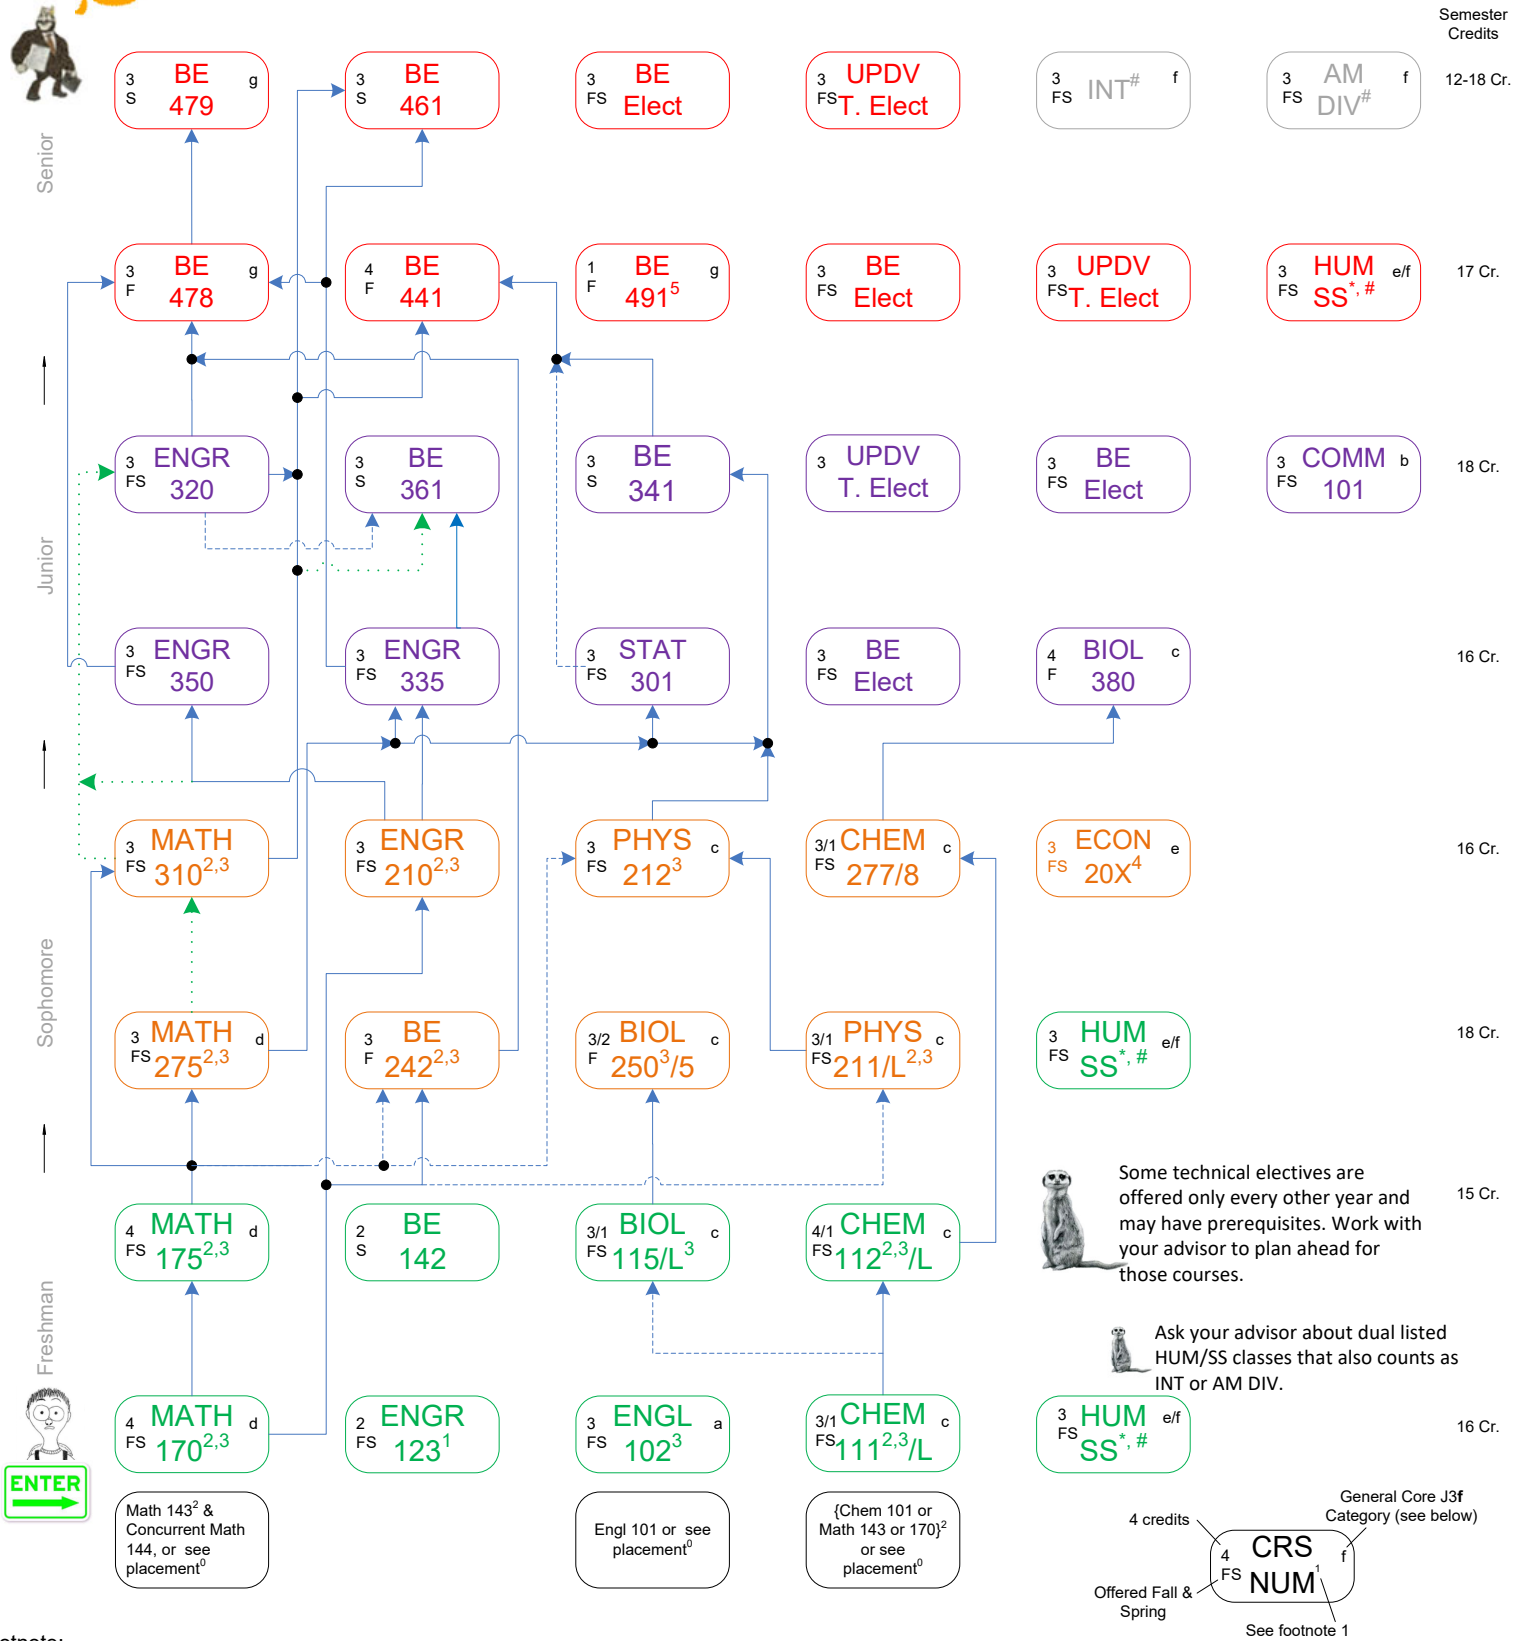 Semester
Credits
3
S
BE
479
g
3
S
BE
461
3
FS
BE
Elect
3
FS
UPDV
T. Elect
3
FS
INT#
f
3
FS
AM
DIV#
f
12-18 Cr.
Senior
3
F
BE
478
g
4
F
BE
441
1
F
BE
491⁵
g
3
FS
BE
Elect
3
FS
UPDV
T. Elect
3
FS
HUM
SS*, #
e/f
17 Cr.
3
FS
ENGR
320
3
S
BE
361
3
S
BE
341
3
UPDV
T. Elect
3
FS
BE
Elect
3
FS
COMM
101
b
18 Cr.
Junior
3
FS
ENGR
350
3
FS
ENGR
335
3
FS
STAT
301
3
FS
BE
Elect
4
F
BIOL
380
c
16 Cr.
3
FS
MATH
310²,³
3
FS
ENGR
210²,³
3
FS
PHYS
212³
c
3/1
FS
CHEM
277/8
c
3
FS
ECON
20X⁴
e
16 Cr.
Sophomore
3
FS
MATH
275²,³
d
3
F
BE
242²,³
3/2
F
BIOL
250³/5
c
3/1
FS
PHYS
211/L²,³
c
3
FS
HUM
SS*, #
e/f
18 Cr.
4
FS
MATH
175²,³
d
2
S
BE
142
3/1
FS
BIOL
115/L³
c
4/1
FS
CHEM
112²,³/L
c
Some technical electives are
offered only every other year and
may have prerequisites. Work with
your advisor to plan ahead for
those courses.
15 Cr.
Freshman
Ask your advisor about dual listed
HUM/SS classes that also counts as
INT or AM DIV.
4
FS
MATH
170²,³
d
2
FS
ENGR
123¹
3
FS
ENGL
102³
a
3/1
FS
CHEM
111²,³/L
c
3
FS
HUM
SS*, #
e/f
16 Cr.
ENTER
Math 143² &
Concurrent Math
144, or see
placement⁰
Engl 101 or see
placement⁰
{Chem 101 or
Math 143 or 170}²
or see
placement⁰
General Core J3f
Category (see below)
4 credits
4
FS
CRS
NUM¹
f
Offered Fall &
Spring
See footnote 1